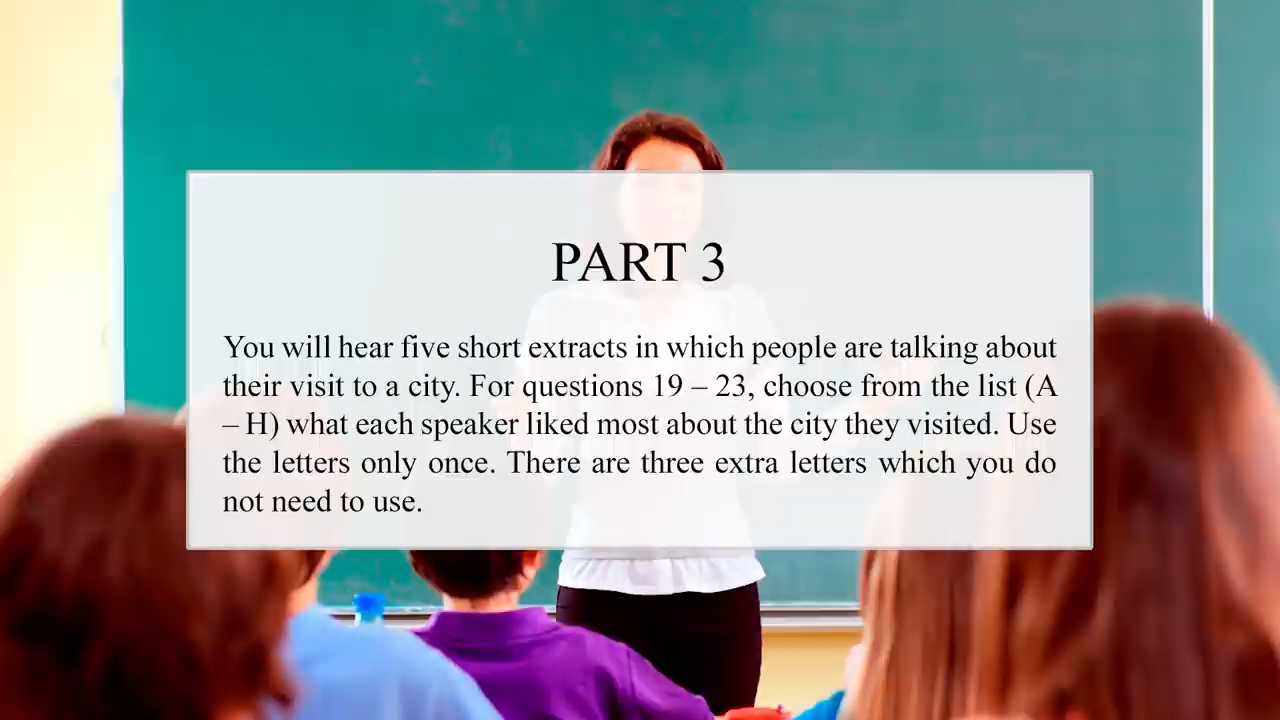 PART 3
You will hear five short extracts in which people are talking about
their visit to a city. For questions 19 – 23, choose from the list (A
– H) what each speaker liked most about the city they visited. Use
the letters only once. There are three extra letters which you do
not need to use.